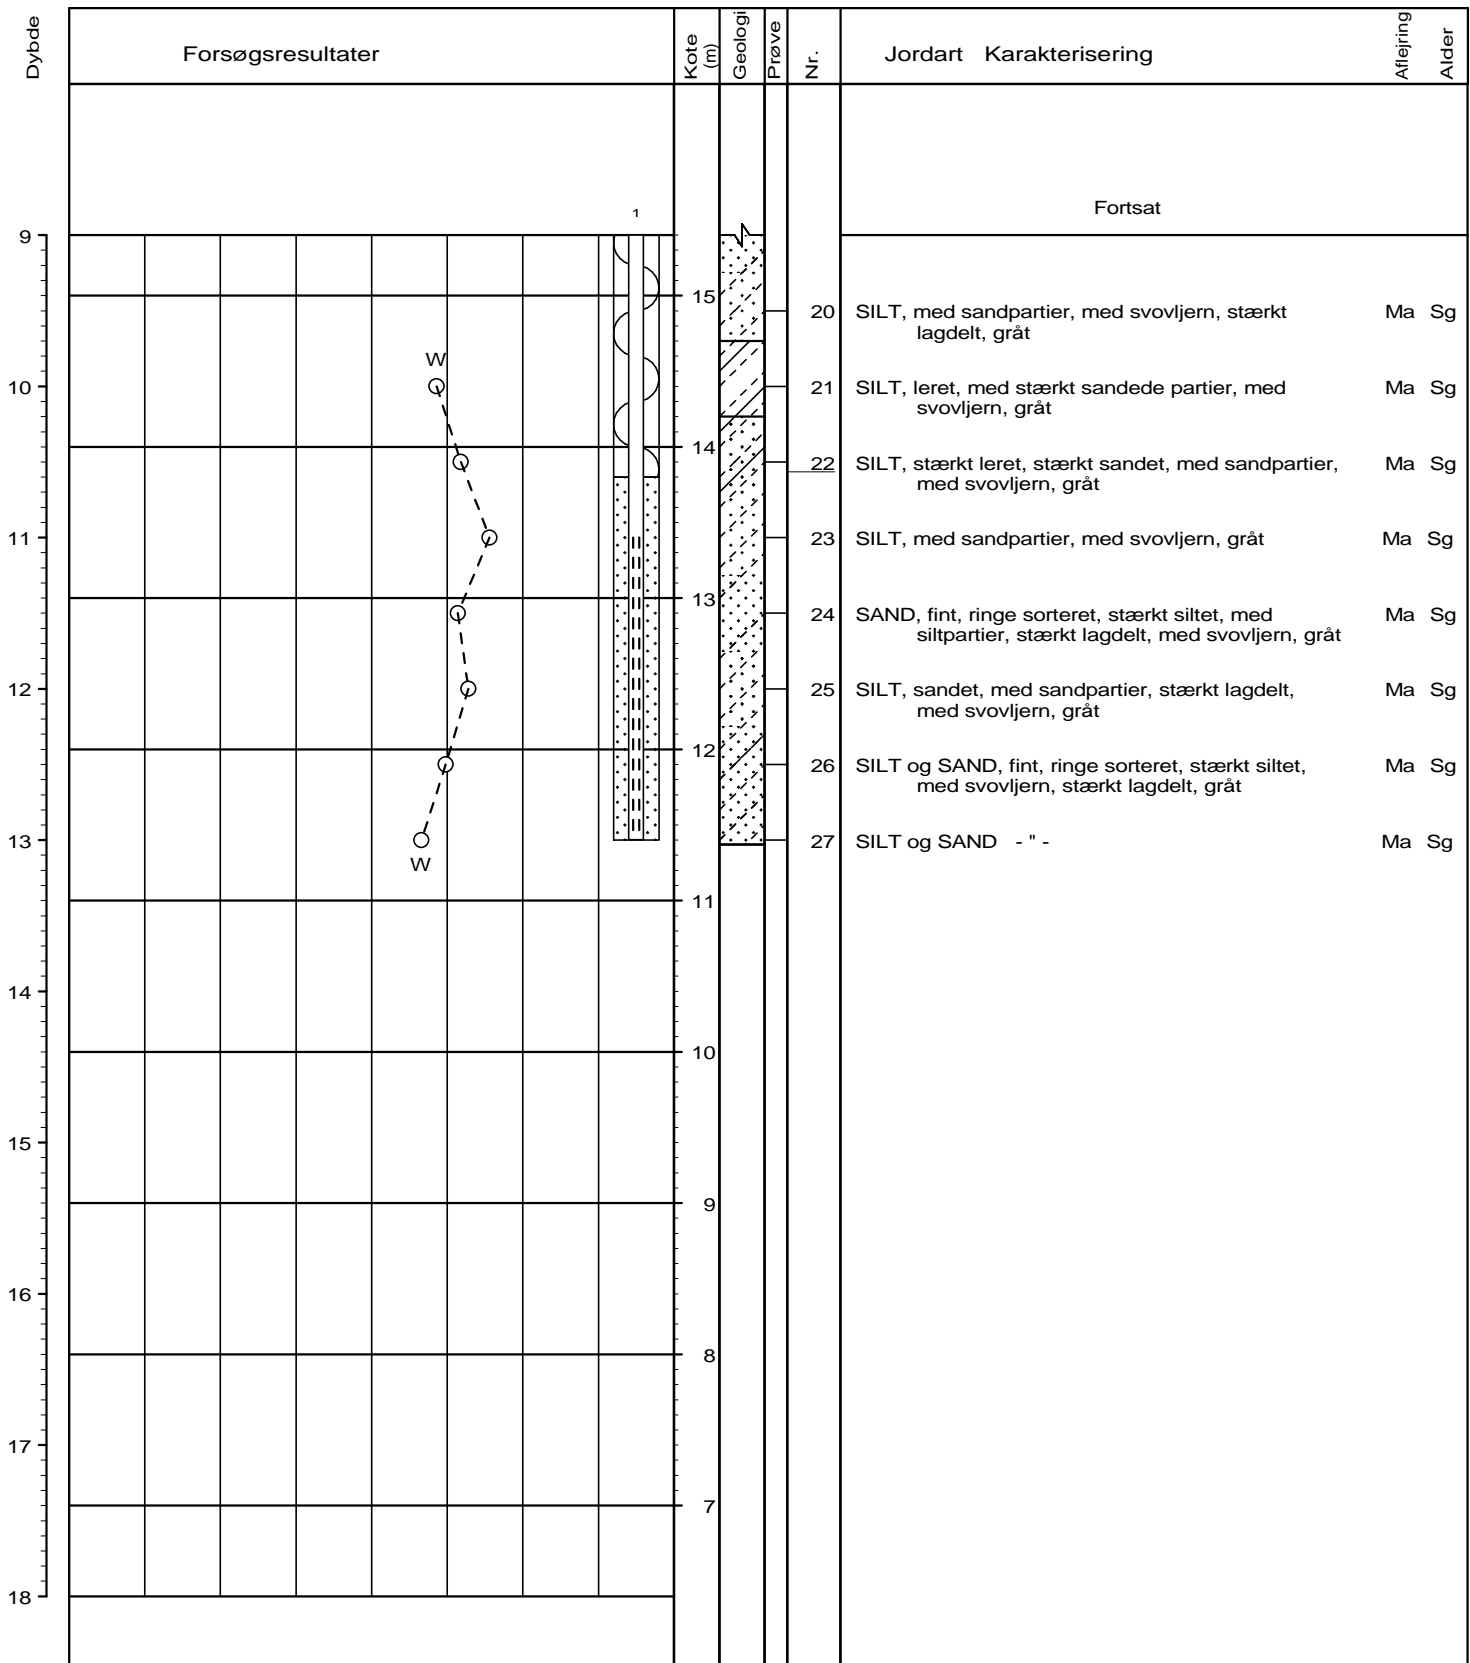 Dybde
Forsøgsresultater
Kote (m)
Geologi
Prøve
Nr.
Jordart Karakterisering
Aflejring
Alder
Fortsat
1
9
15
20 SILT, med sandpartier, med svovljern, stærkt Ma Sg
lagdelt, gråt
W
10
21 SILT, leret, med stærkt sandede partier, med Ma Sg
svovljern, gråt
14
22 SILT, stærkt leret, stærkt sandet, med sandpartier, Ma Sg
med svovljern, gråt
11
23 SILT, med sandpartier, med svovljern, gråt Ma Sg
13
24 SAND, fint, ringe sorteret, stærkt siltet, med Ma Sg
siltpartier, stærkt lagdelt, med svovljern, gråt
12
25 SILT, sandet, med sandpartier, stærkt lagdelt, Ma Sg
med svovljern, gråt
12
26 SILT og SAND, fint, ringe sorteret, stærkt siltet, Ma Sg
med svovljern, stærkt lagdelt, gråt
13
27 SILT og SAND - " - Ma Sg
W
11
14
10
15
9
16
8
17
7
18